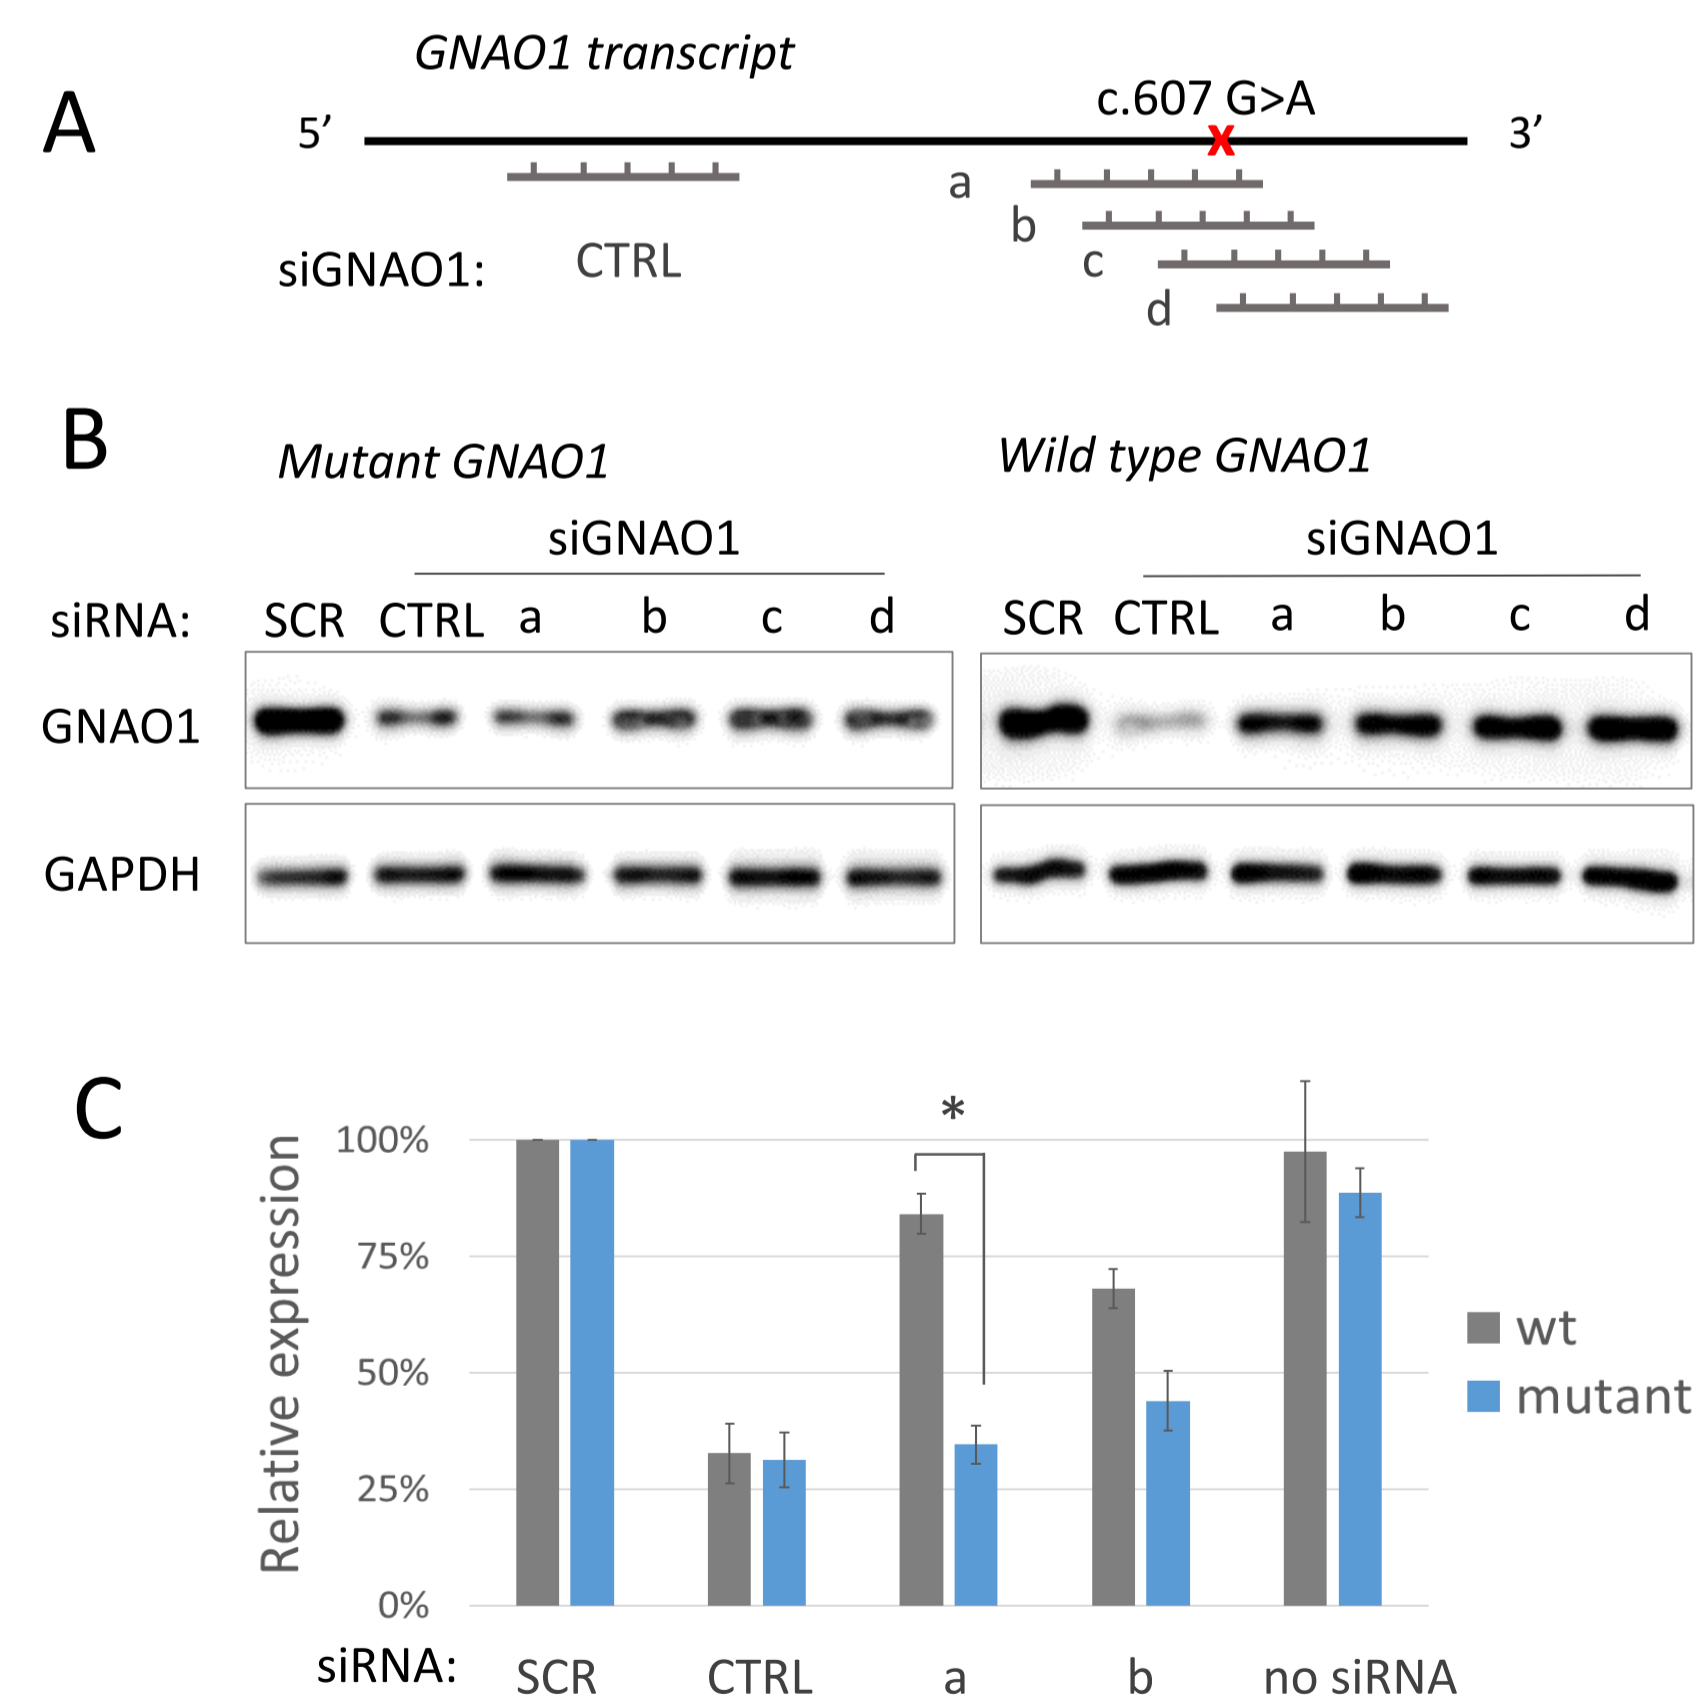 GNAO1 transcript
A
c.607 G>A
5’
X
3’
a
b
c
d
siGNAO1:
CTRL
B
Mutant GNAO1
Wild type GNAO1
siGNAO1
siGNAO1
siRNA: SCR CTRL a b c d SCR CTRL a b c d
GNAO1
GAPDH
C
*
Relative expression
100%
75%
50%
25%
0%
wt
mutant
siRNA: SCR CTRL a b no siRNA